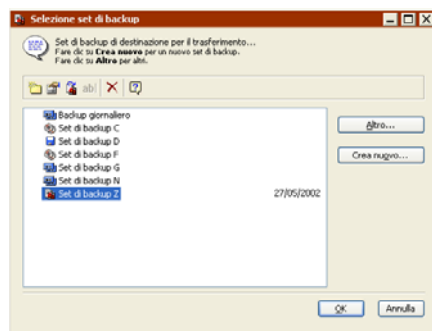 Selezione set di backup
Set di backup di destinazione per il trasferimento...
Fare clic su Crea nuovo per un nuovo set di backup.
Fare clic su Altro per altri.
Backup giornaliero
Set di backup C
Set di backup D
Set di backup F
Set di backup G
Set di backup N
Set di backup Z 27/05/2002
Altro...
Crea nuovo...
OK
Annulla